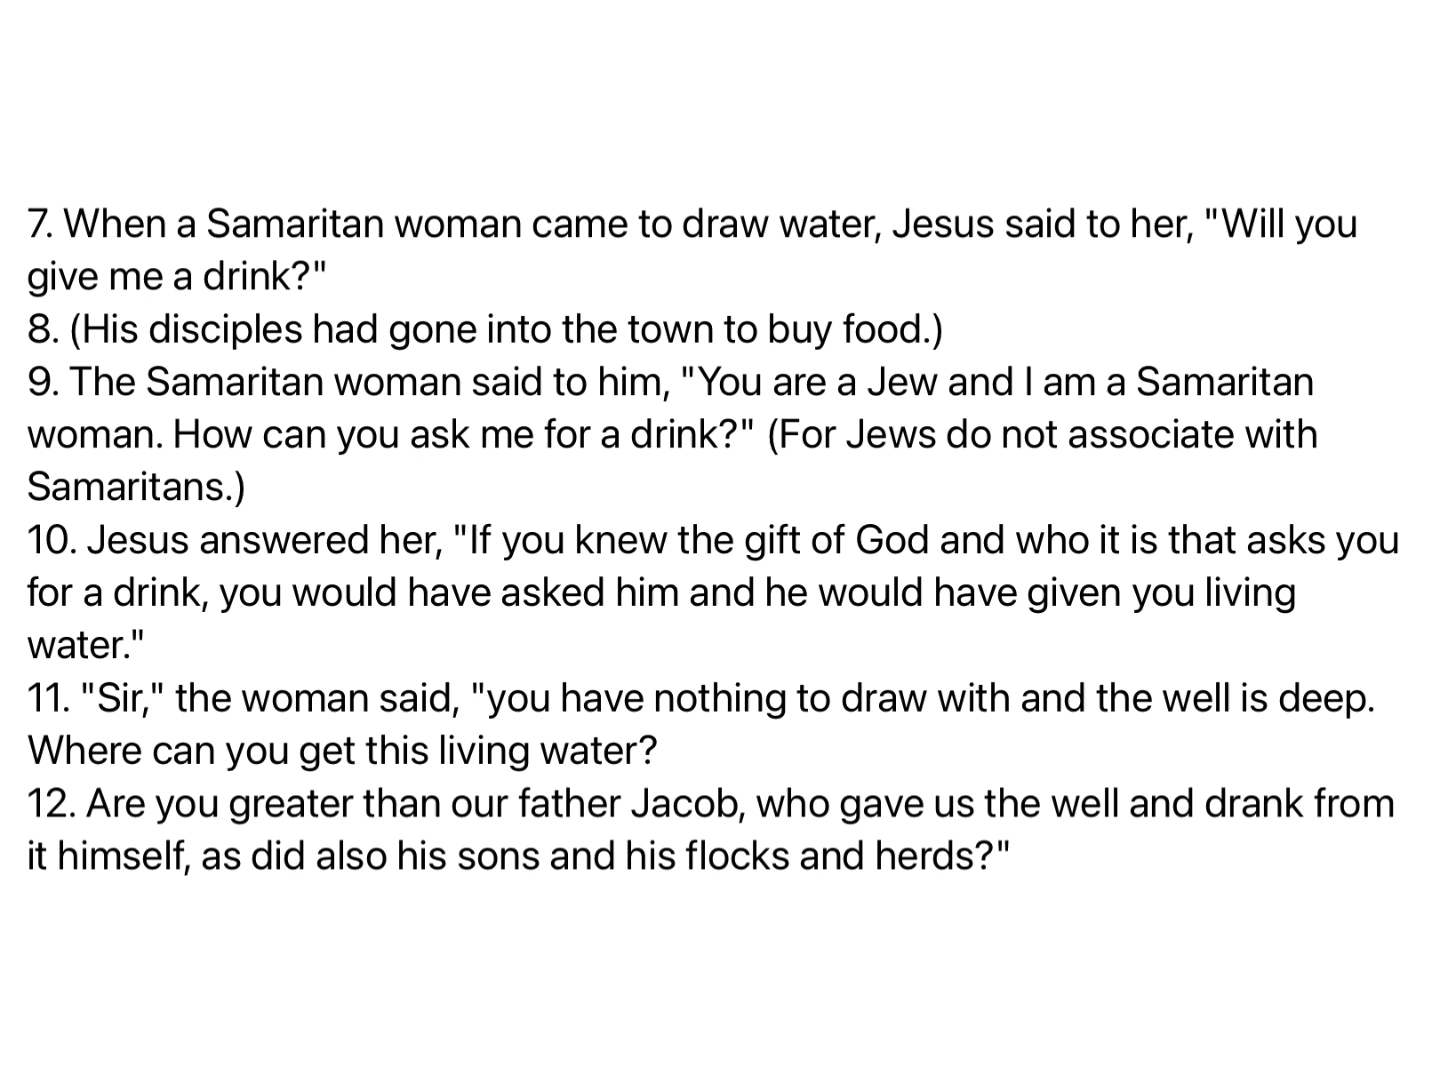 7. When a Samaritan woman came to draw water, Jesus said to her, "Will you
give me a drink?"
8. (His disciples had gone into the town to buy food.)
9. The Samaritan woman said to him, "You are a Jew and I am a Samaritan
woman. How can you ask me for a drink?" (For Jews do not associate with
Samaritans.)
10. Jesus answered her, "If you knew the gift of God and who it is that asks you
for a drink, you would have asked him and he would have given you living
water."
11. "Sir," the woman said, "you have nothing to draw with and the well is deep.
Where can you get this living water?
12. Are you greater than our father Jacob, who gave us the well and drank from
it himself, as did also his sons and his flocks and herds?"